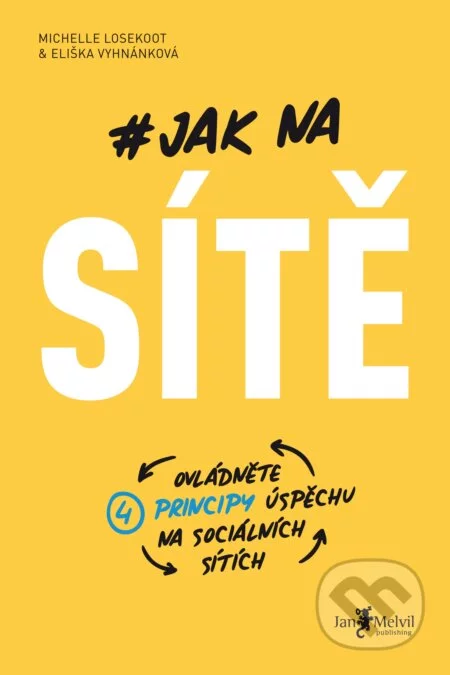 MICHELLE LOSEKOOT
& ELIŠKA VYHNÁNKOVÁ
#JAK NA
SÍTĚ
OVLÁDNĚTE
4 PRINCIPY ÚSPĚCHU
NA SOCIÁLNÍCH
SÍTÍCH
Jan Melvil
publishing